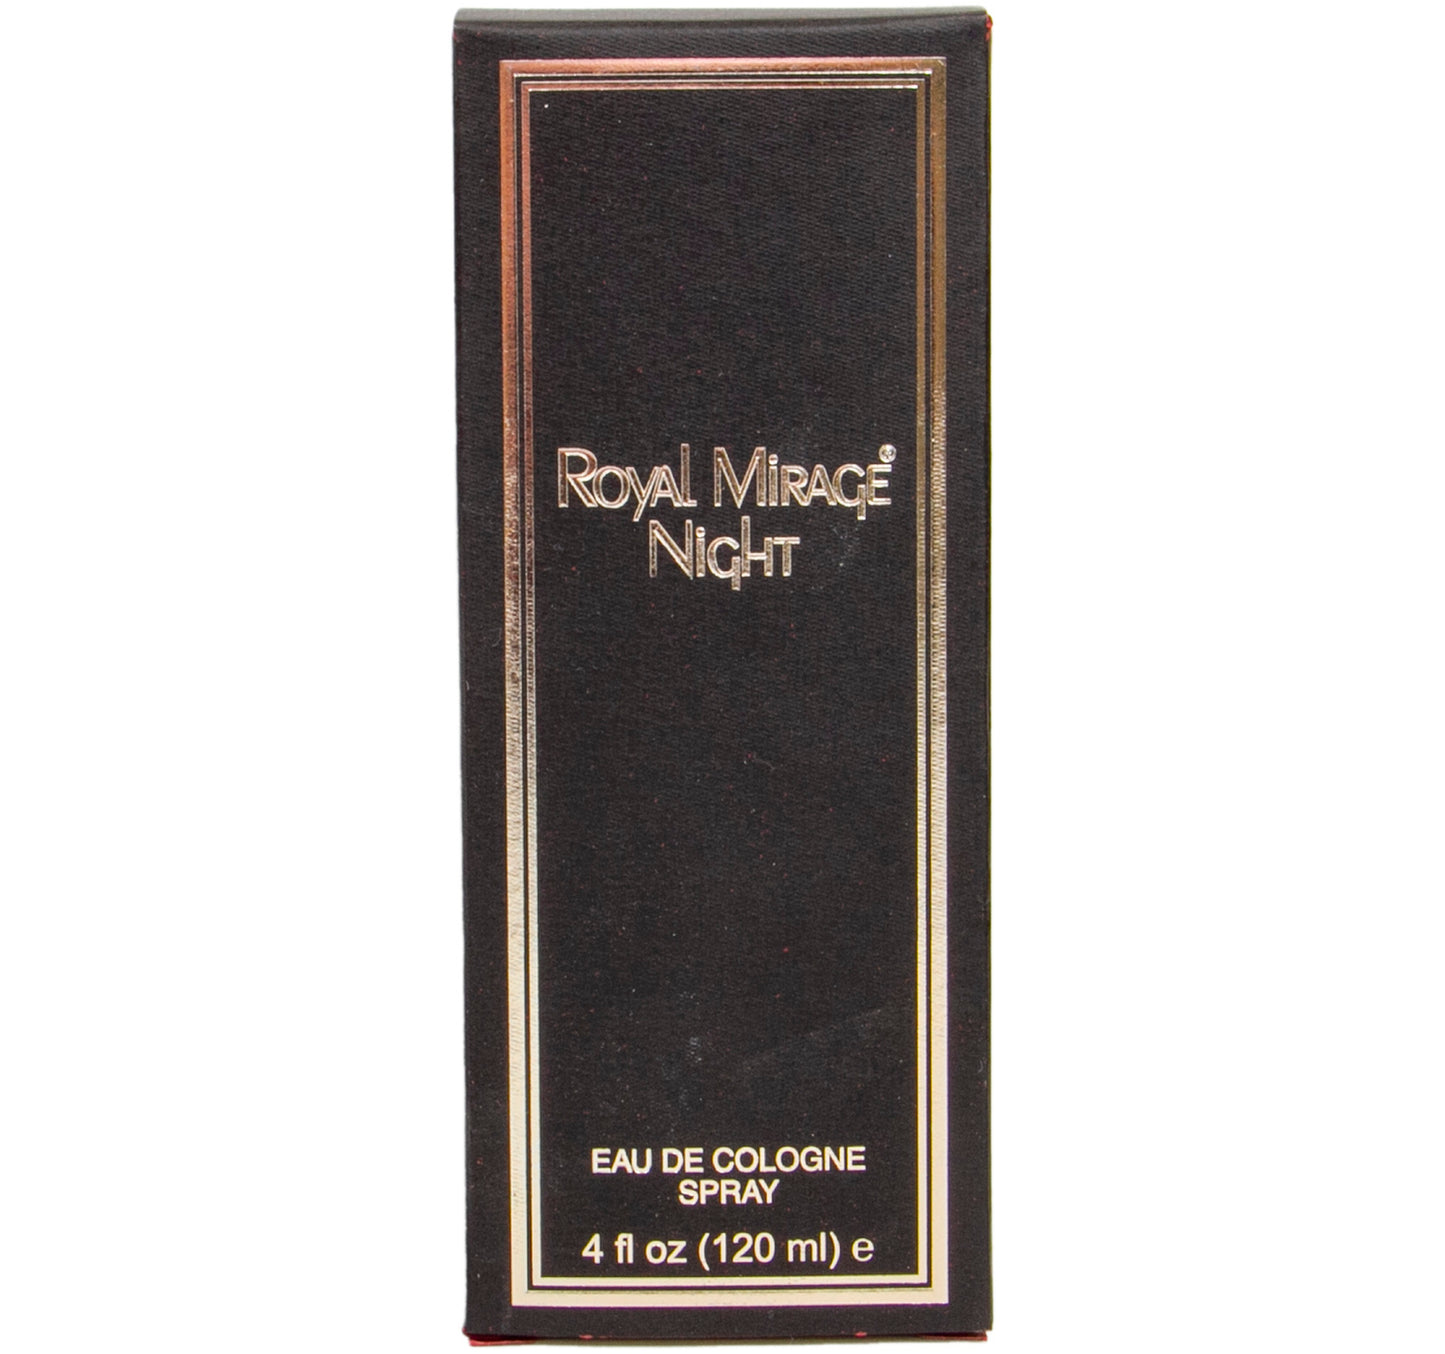 Royal Mirage®
Night
EAU DE COLOGNE
SPRAY
4 fl oz (120 ml) ℮